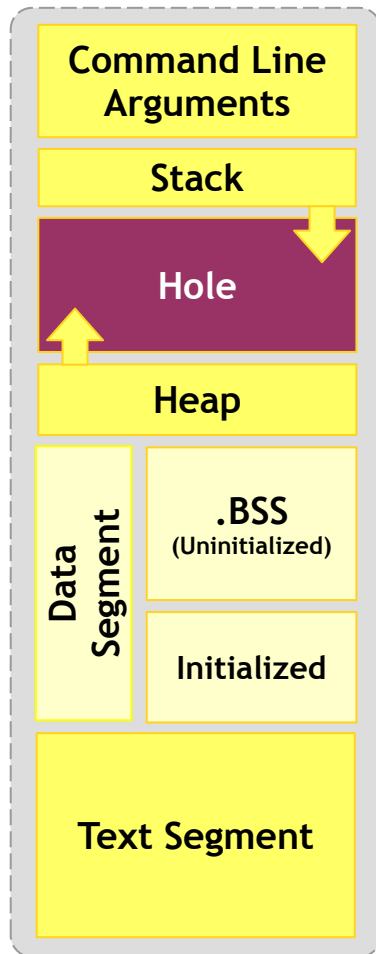 Command Line
Arguments
Stack
Hole
Heap
Data
Segment
.BSS
(Uninitialized)
Initialized
Text Segment